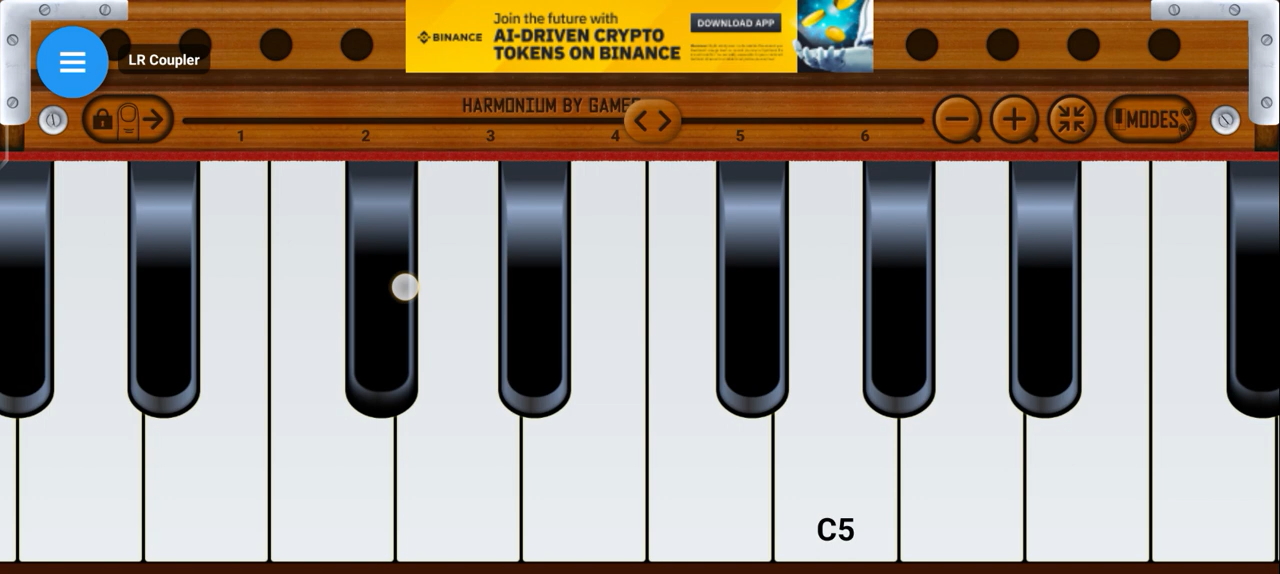 Join the future with
BINANCE
AI-DRIVEN CRYPTO
TOKENS ON BINANCE
DOWNLOAD APP
LR Coupler
HARMONIUM BY GAME
1 2 3 4 5 6
MODES
C5